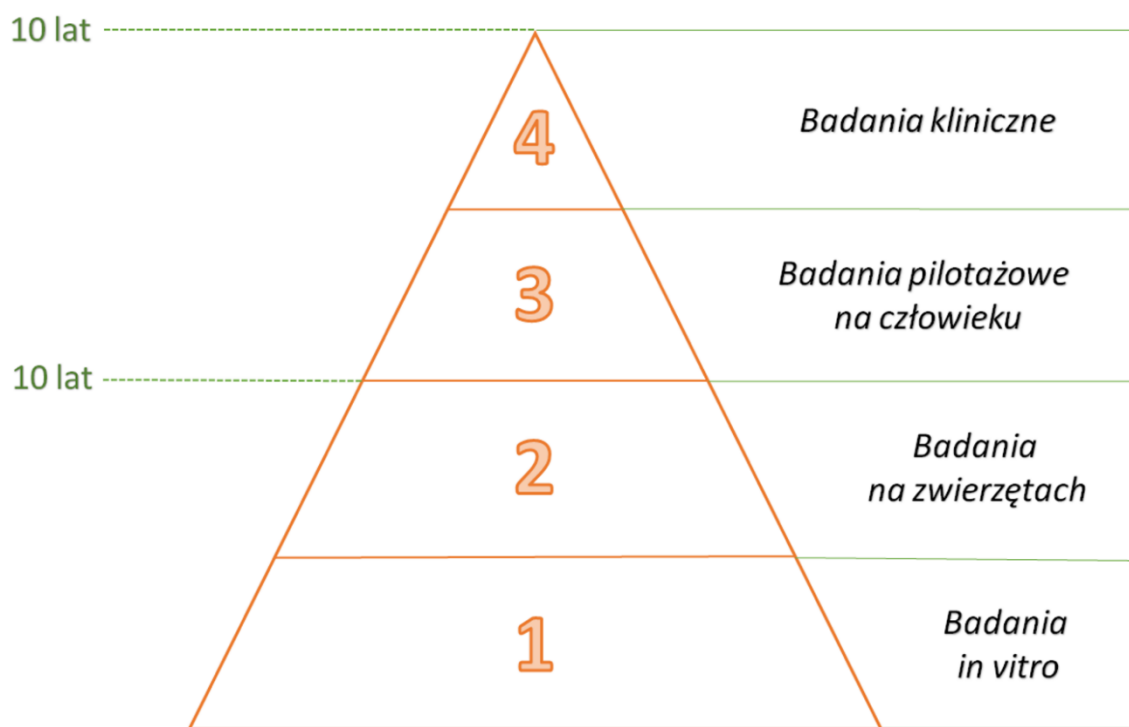 10 lat
4
Badania kliniczne
3
Badania pilotażowe
na człowieku
10 lat
2
Badania
na zwierzętach
1
Badania
in vitro